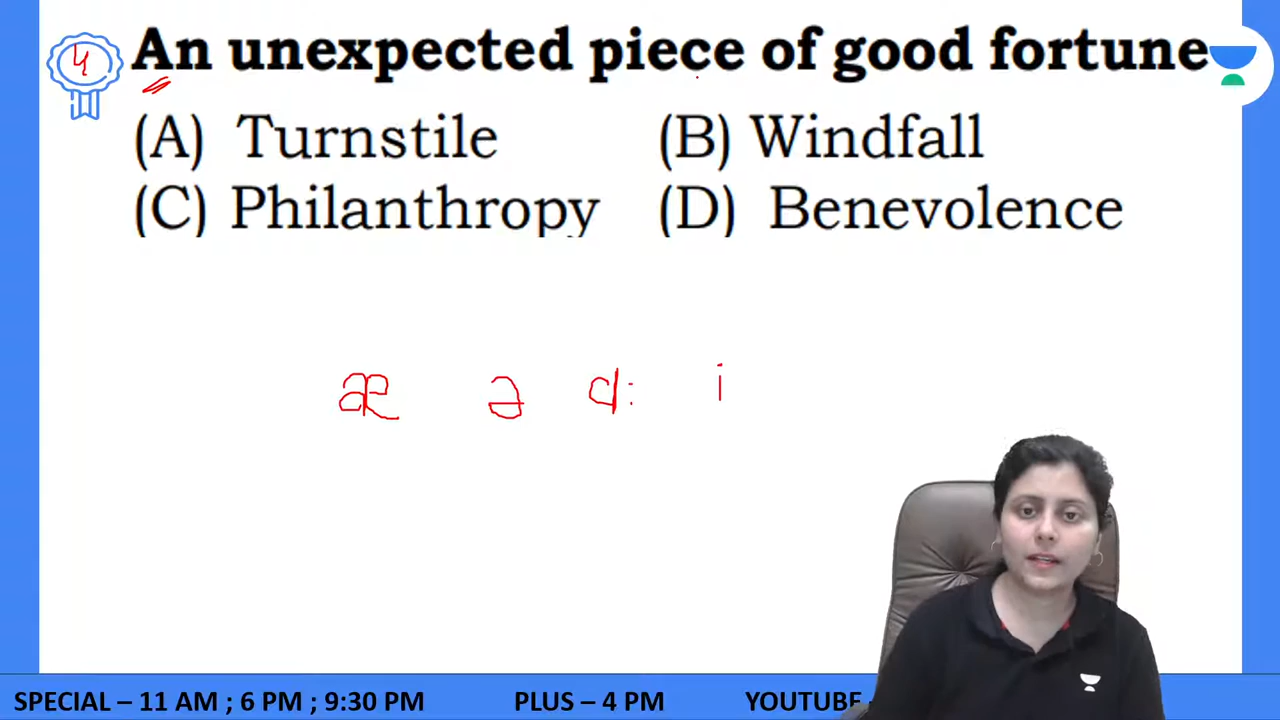 4
An unexpected piece of good fortune
(A) Turnstile (B) Windfall
(C) Philanthropy (D) Benevolence
æ ə ɑ: i
SPECIAL – 11 AM ; 6 PM ; 9:30 PM PLUS – 4 PM YOUTUBE